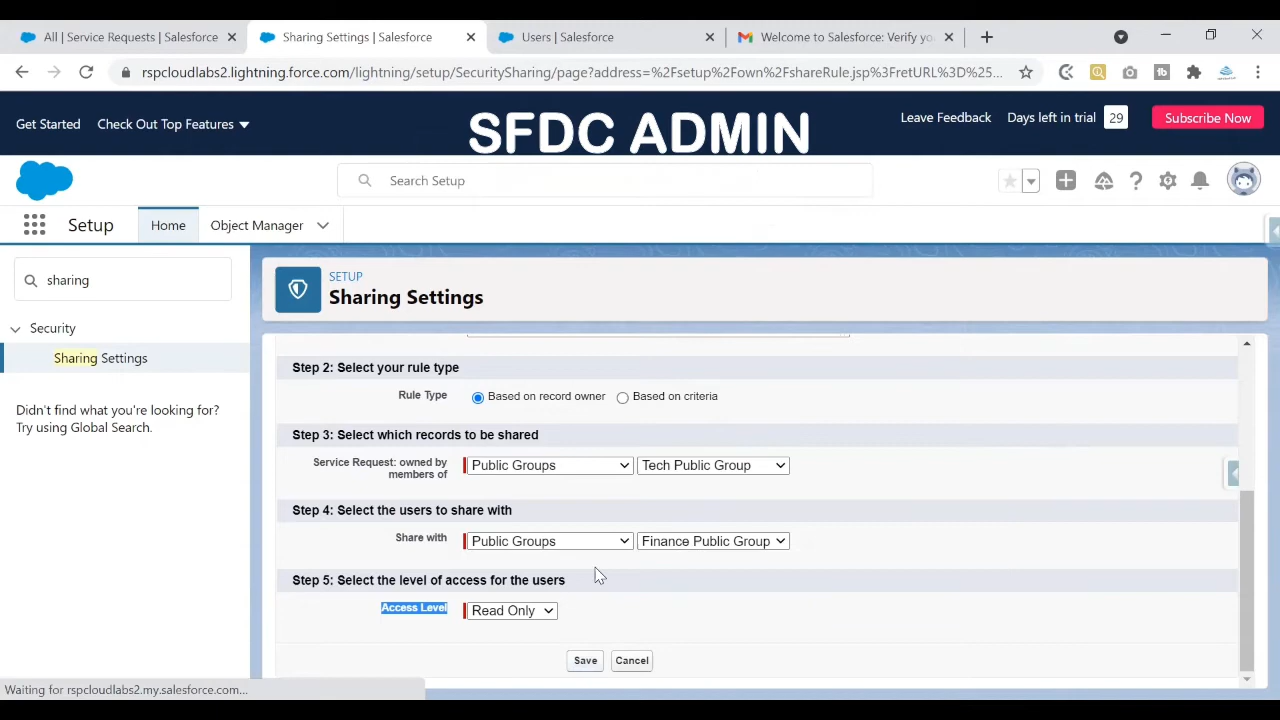 All | Service Requests | Salesforce
Sharing Settings | Salesforce
Users | Salesforce
Welcome to Salesforce: Verify yo
rspcloudlabs2.lightning.force.com/lightning/setup/SecuritySharing/page?address=%2Fsetup%2Fown%2FshareRule.jsp%3FretURL%3D%25...
Get Started
Check Out Top Features
SFDC ADMIN
Leave Feedback
Days left in trial
29
Subscribe Now
Search Setup
Setup
Home
Object Manager
sharing
Security
Sharing Settings
Didn't find what you're looking for?
Try using Global Search.
SETUP
Sharing Settings
Step 2: Select your rule type
Rule Type
Based on record owner
Based on criteria
Step 3: Select which records to be shared
Service Request: owned by
members of
Public Groups
Tech Public Group
Step 4: Select the users to share with
Share with
Public Groups
Finance Public Group
Step 5: Select the level of access for the users
Access Level
Read Only
Save
Cancel
Waiting for rspcloudlabs2.my.salesforce.com...